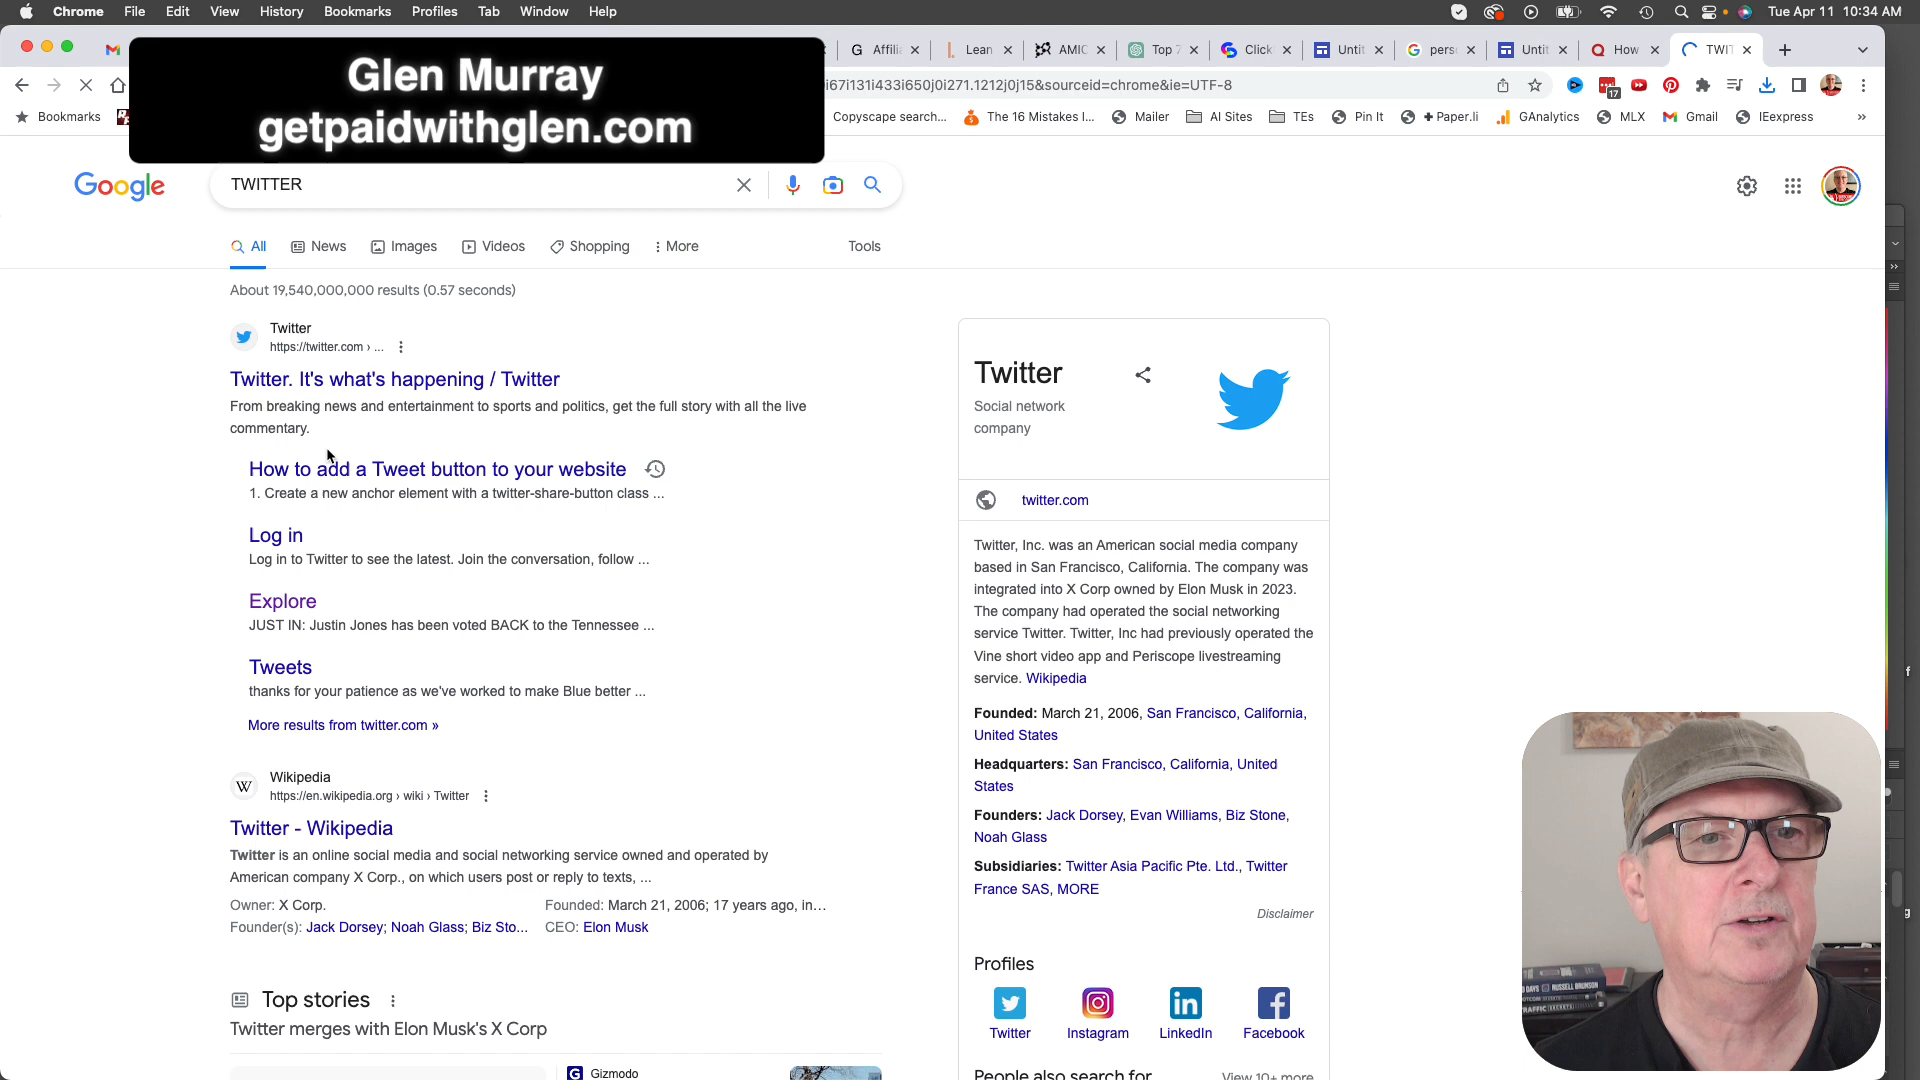 Chrome File Edit View History Bookmarks Profiles Tab Window Help
Tue Apr 11 10:34 AM
Glen Murray
getpaidwithglen.com
Affili
Lean
AMIC
Top 7
Click
Untit
perso
Untit
How
TWIT
i67i131i433i650j0i271.1212j0j15&sourceid=chrome&ie=UTF-8
17
Bookmarks
Copyscape search...
The 16 Mistakes I...
Mailer
AI Sites
TEs
Pin It
+Paper.li
GAnalytics
MLX
Gmail
IEexpress
»
Google
TWITTER
All
News
Images
Videos
Shopping
More
Tools
About 19,540,000,000 results (0.57 seconds)
Twitter
https://twitter.com › ...
Twitter. It's what's happening / Twitter
From breaking news and entertainment to sports and politics, get the full story with all the live
commentary.
How to add a Tweet button to your website
1. Create a new anchor element with a twitter-share-button class ...
Log in
Log in to Twitter to see the latest. Join the conversation, follow ...
Explore
JUST IN: Justin Jones has been voted BACK to the Tennessee ...
Tweets
thanks for your patience as we've worked to make Blue better ...
More results from twitter.com »
W
Wikipedia
https://en.wikipedia.org › wiki › Twitter
Twitter - Wikipedia
Twitter is an online social media and social networking service owned and operated by
American company X Corp., on which users post or reply to texts, ...
Owner: X Corp.
Founded: March 21, 2006; 17 years ago, in...
Founder(s): Jack Dorsey; Noah Glass; Biz Sto...
CEO: Elon Musk
Top stories
Twitter merges with Elon Musk's X Corp
Gizmodo
Twitter
Social network
company
twitter.com
Twitter, Inc. was an American social media company
based in San Francisco, California. The company was
integrated into X Corp owned by Elon Musk in 2023.
The company had operated the social networking
service Twitter. Twitter, Inc had previously operated the
Vine short video app and Periscope livestreaming
service. Wikipedia
Founded: March 21, 2006, San Francisco, California,
United States
Headquarters: San Francisco, California, United
States
Founders: Jack Dorsey, Evan Williams, Biz Stone,
Noah Glass
Subsidiaries: Twitter Asia Pacific Pte. Ltd., Twitter
France SAS, MORE
Disclaimer
Profiles
Twitter
Instagram
LinkedIn
Facebook
People also search for
View 10+ more
DAYS
RUSSELL BRUNSON
TRAFFIC SECRETS